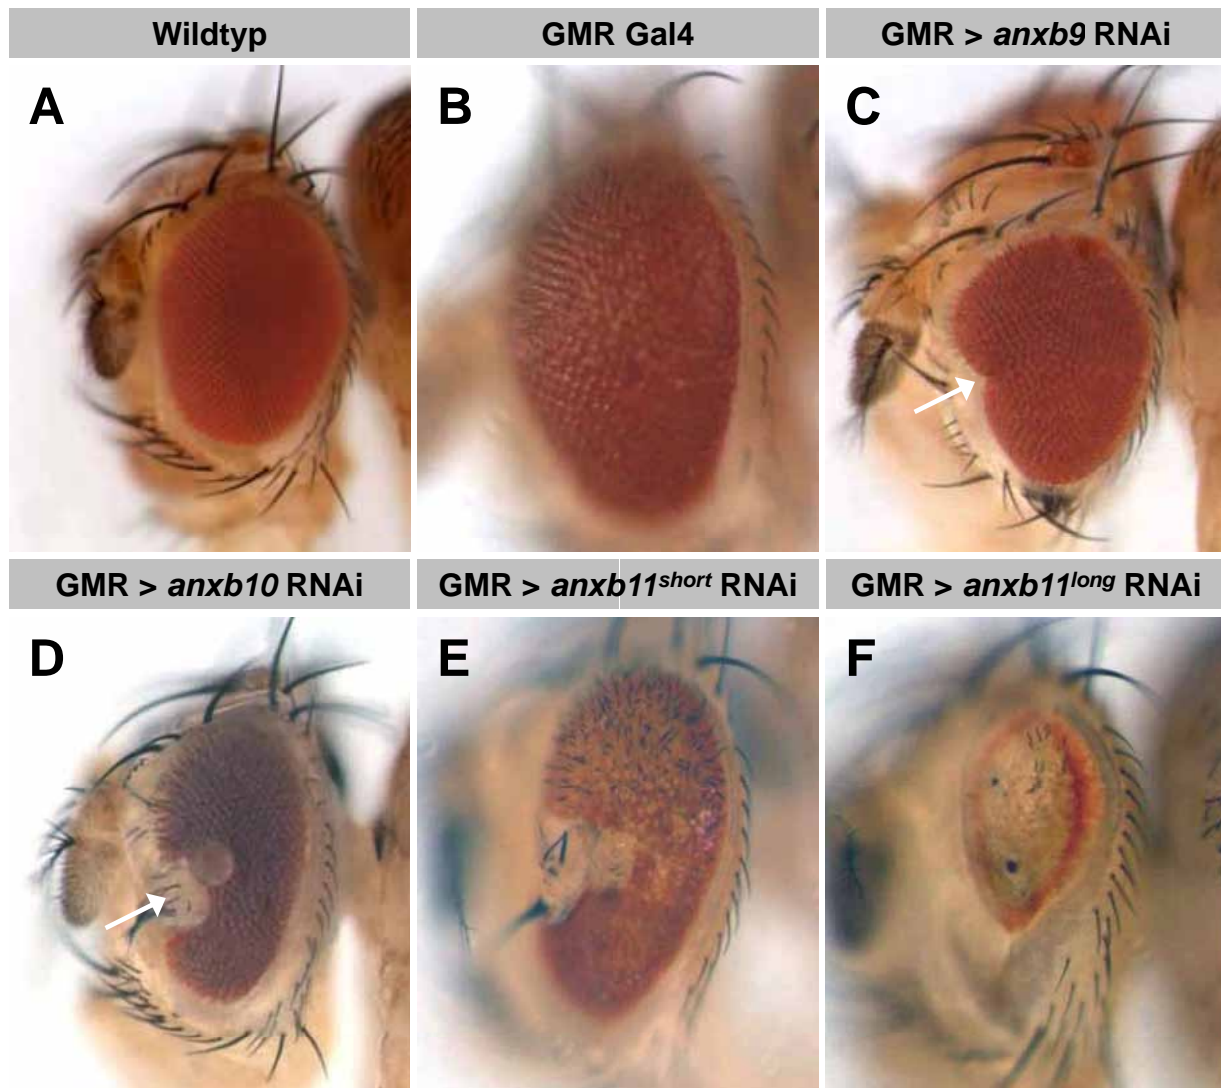 Wildtyp
GMR Gal4
GMR > anxb9 RNAi
A
B
C
GMR > anxb10 RNAi
GMR > anxb11short RNAi
GMR > anxb11long RNAi
D
E
F